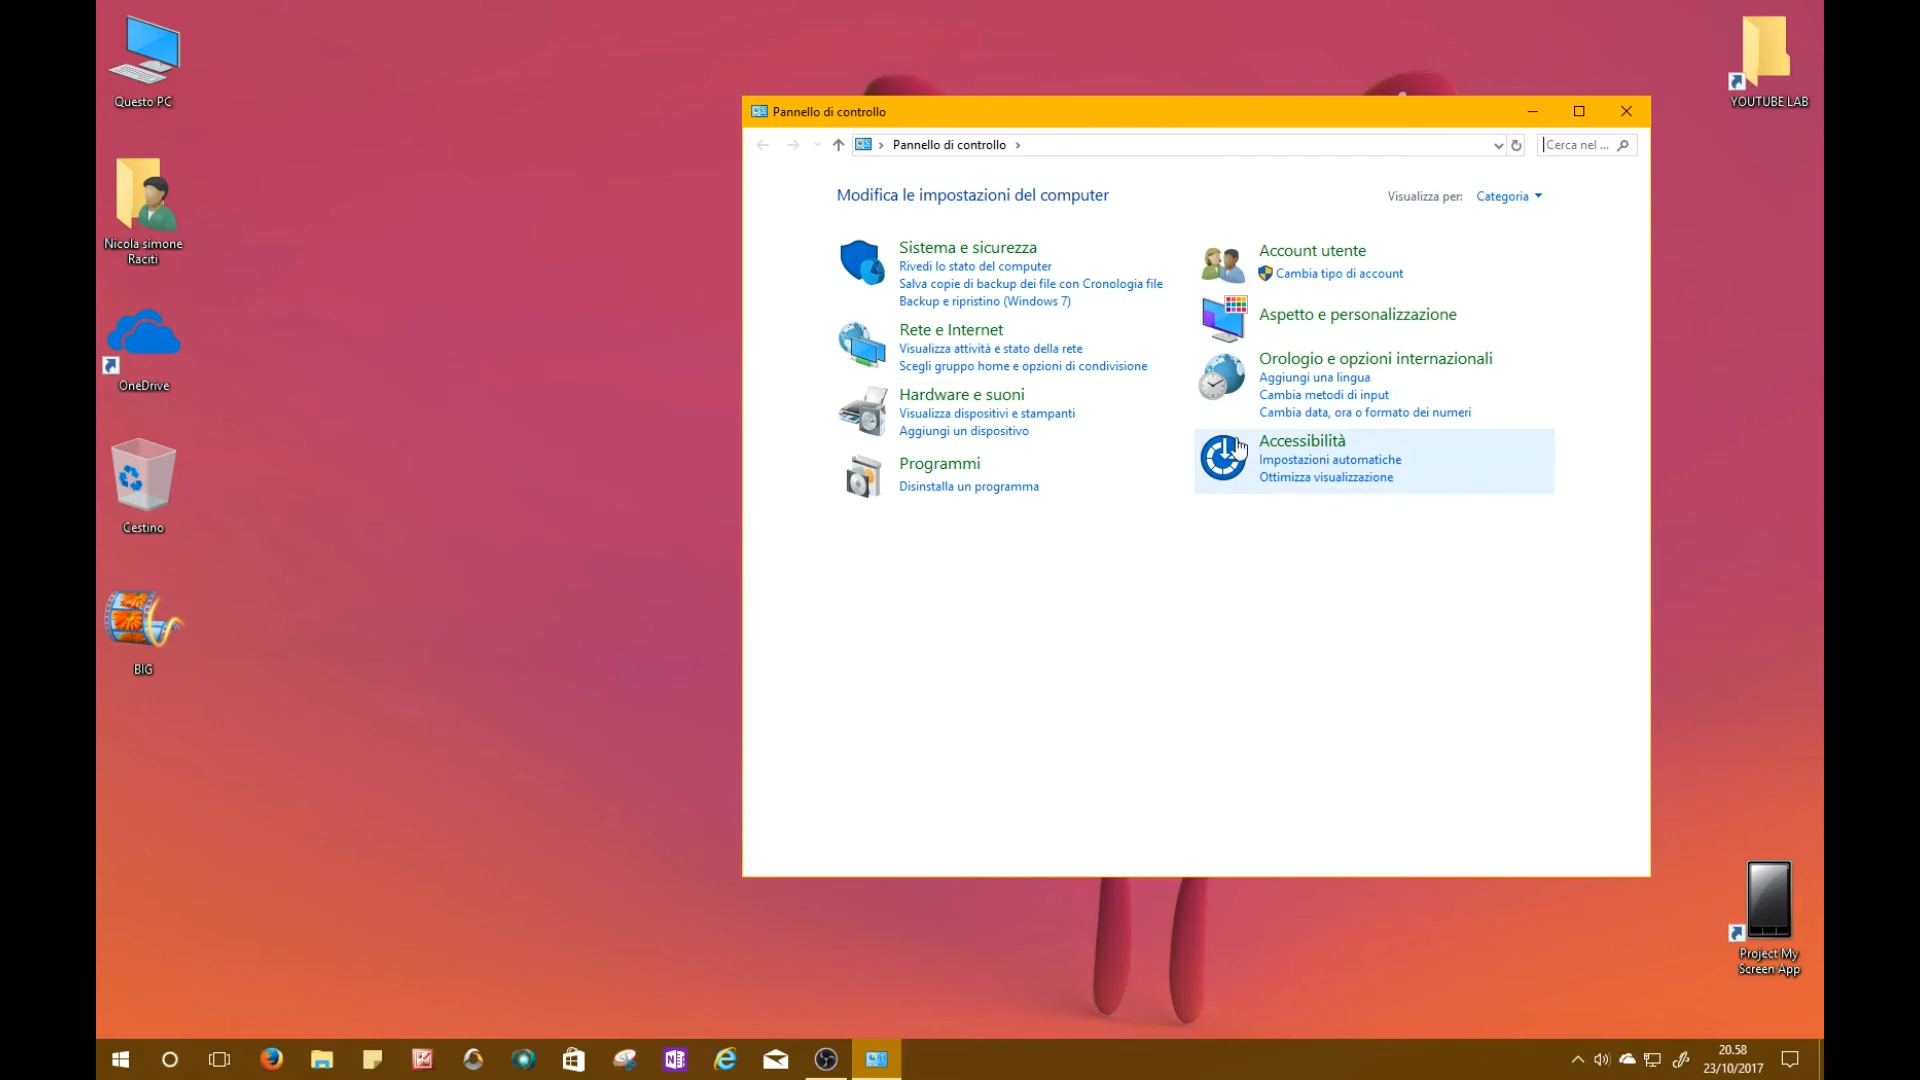 Questo PC
Nicola simone
Raciti
OneDrive
Cestino
BIG
YOUTUBE LAB
Project My
Screen App
Pannello di controllo
Pannello di controllo
Cerca nel ...
Modifica le impostazioni del computer
Visualizza per: Categoria
Sistema e sicurezza
Rivedi lo stato del computer
Salva copie di backup dei file con Cronologia file
Backup e ripristino (Windows 7)
Rete e Internet
Visualizza attività e stato della rete
Scegli gruppo home e opzioni di condivisione
Hardware e suoni
Visualizza dispositivi e stampanti
Aggiungi un dispositivo
Programmi
Disinstalla un programma
Account utente
Cambia tipo di account
Aspetto e personalizzazione
Orologio e opzioni internazionali
Aggiungi una lingua
Cambia metodi di input
Cambia data, ora o formato dei numeri
Accessibilità
Impostazioni automatiche
Ottimizza visualizzazione
20.58
23/10/2017